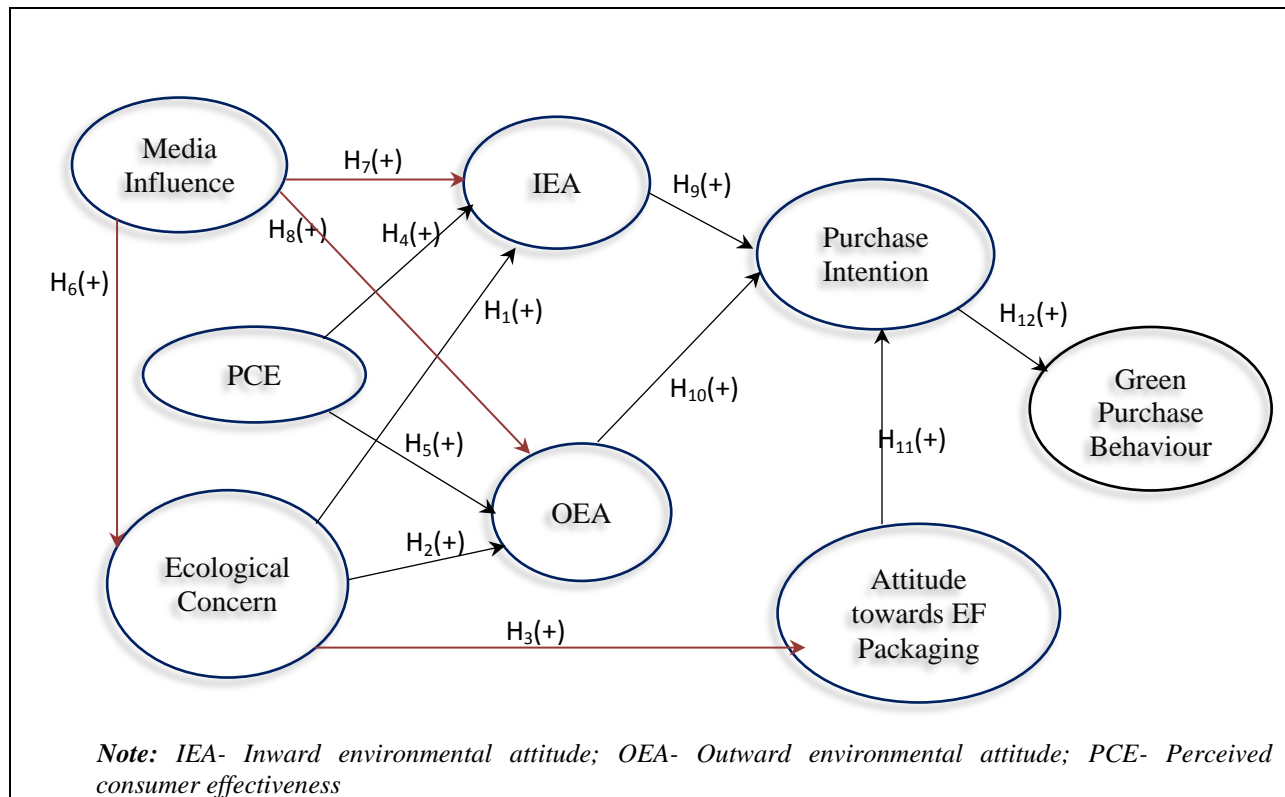 Media
Influence
H₇(+)
IEA
H₉(+)
H₈(+)
H₄(+)
Purchase
Intention
H₆(+)
H₁(+)
H₁₂(+)
PCE
Green
Purchase
Behaviour
H₁₀(+)
H₅(+)
H₁₁(+)
OEA
H₂(+)
Ecological
Concern
Attitude
towards EF
Packaging
H₃(+)
Note: IEA- Inward environmental attitude; OEA- Outward environmental attitude; PCE- Perceived
consumer effectiveness